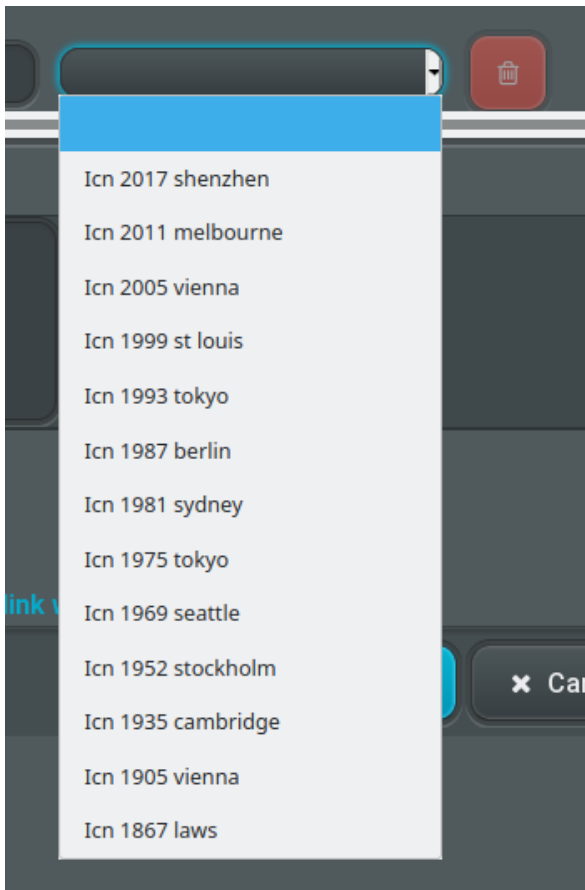 Icn 2017 shenzhen
Icn 2011 melbourne
Icn 2005 vienna
Icn 1999 st louis
Icn 1993 tokyo
Icn 1987 berlin
Icn 1981 sydney
Icn 1975 tokyo
Icn 1969 seattle
link
Icn 1952 stockholm
Car
Icn 1935 cambridge
Icn 1905 vienna
Icn 1867 laws